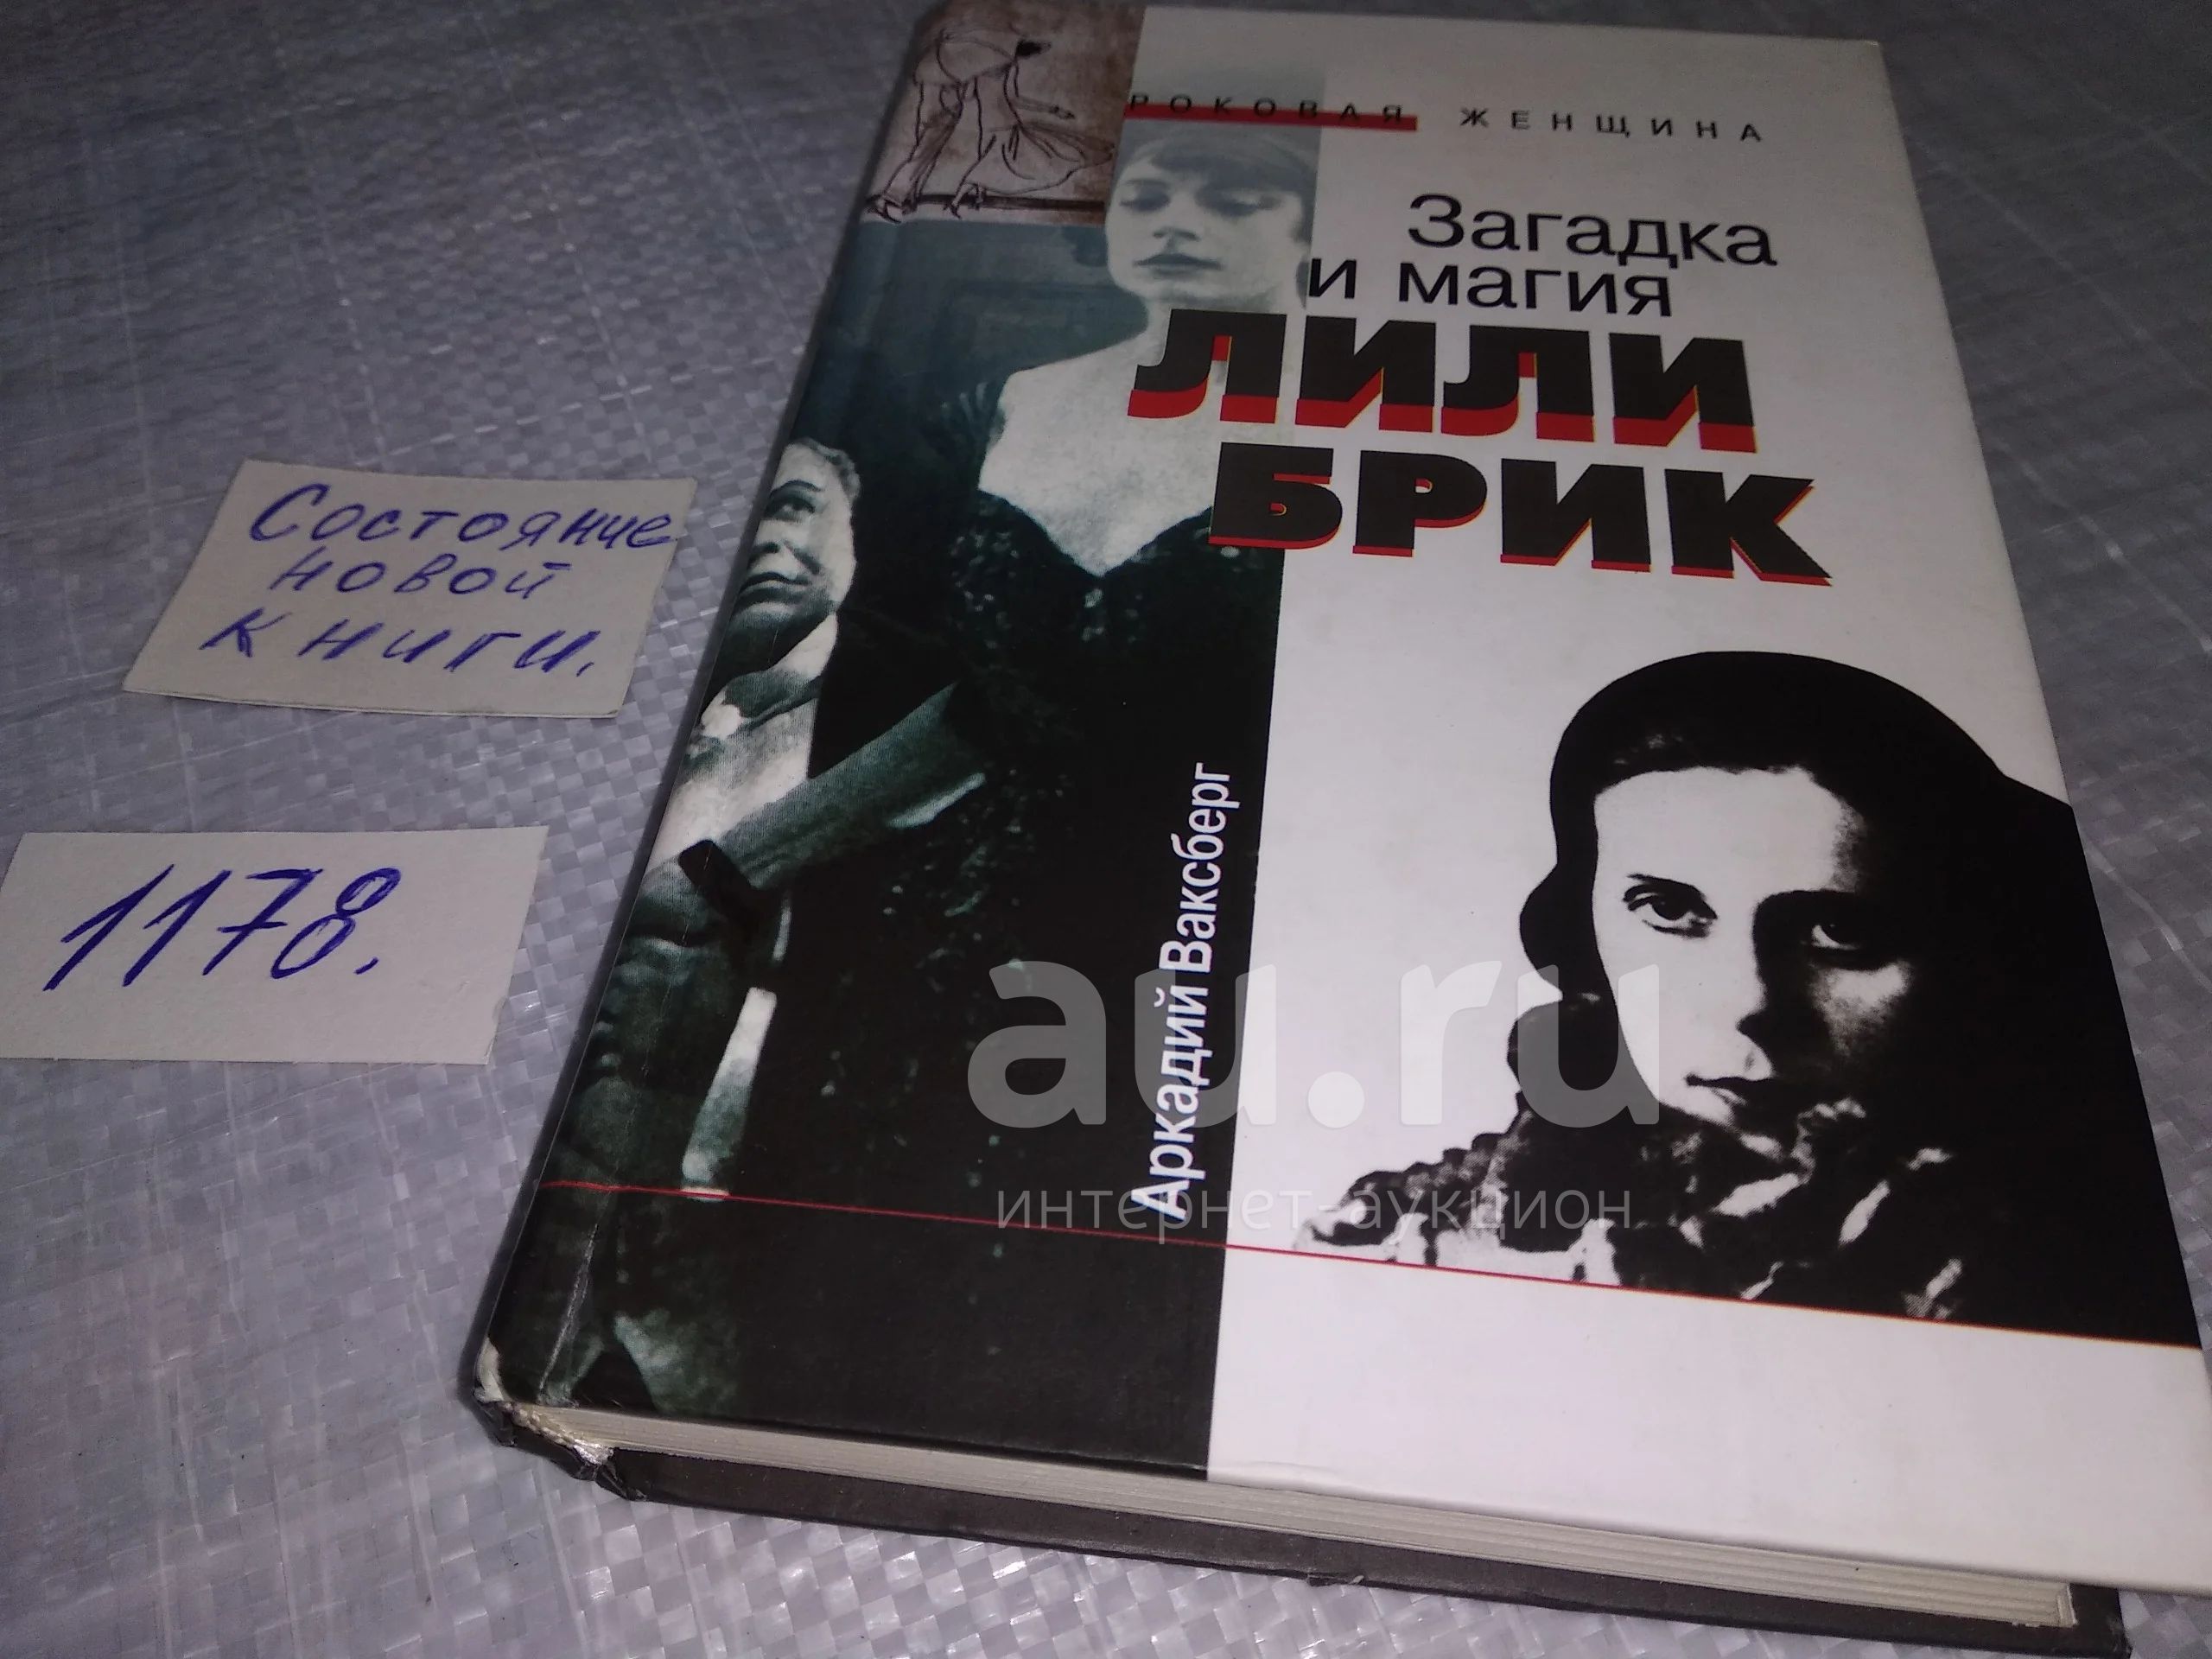 РОКОВАЯ ЖЕНЩИНА
Загадка
и магия
ЛИЛИ
БРИК
Аркадий Ваксберг
Состояние
новой
книги.
1178.
au.ru
интернет-аукцион